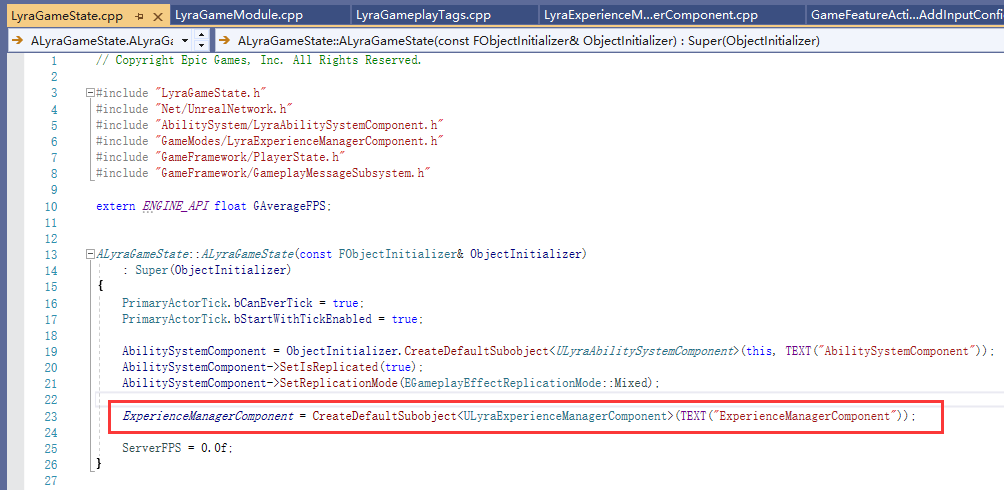 LyraGameState.cpp LyraGameModule.cpp LyraGameplayTags.cpp LyraExperienceM...erComponent.cpp GameFeatureActi...AddInputConfi
ALyraGameState.ALyraGa ALyraGameState::ALyraGameState(const FObjectInitializer& ObjectInitializer) : Super(ObjectInitializer)
1 // Copyright Epic Games, Inc. All Rights Reserved.
2
3 #include "LyraGameState.h"
4 #include "Net/UnrealNetwork.h"
5 #include "AbilitySystem/LyraAbilitySystemComponent.h"
6 #include "GameModes/LyraExperienceManagerComponent.h"
7 #include "GameFramework/PlayerState.h"
8 #include "GameFramework/GameplayMessageSubsystem.h"
9
10 extern ENGINE_API float GAverageFPS;
11
12
13 ALyraGameState::ALyraGameState(const FObjectInitializer& ObjectInitializer)
14 : Super(ObjectInitializer)
15 {
16 PrimaryActorTick.bCanEverTick = true;
17 PrimaryActorTick.bStartWithTickEnabled = true;
18
19 AbilitySystemComponent = ObjectInitializer.CreateDefaultSubobject<ULyraAbilitySystemComponent>(this, TEXT("AbilitySystemComponent"));
20 AbilitySystemComponent->SetIsReplicated(true);
21 AbilitySystemComponent->SetReplicationMode(EGameplayEffectReplicationMode::Mixed);
22
23 ExperienceManagerComponent = CreateDefaultSubobject<ULyraExperienceManagerComponent>(TEXT("ExperienceManagerComponent"));
24
25 ServerFPS = 0.0f;
26 }
27